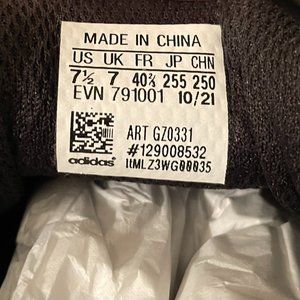 MADE IN CHINA
US UK FR JP CHN
7½ 7 40⅔ 255 250
EVN 791001 10/21
ART GZ0331
#129008532
ItMLZ3WG00035
adidas